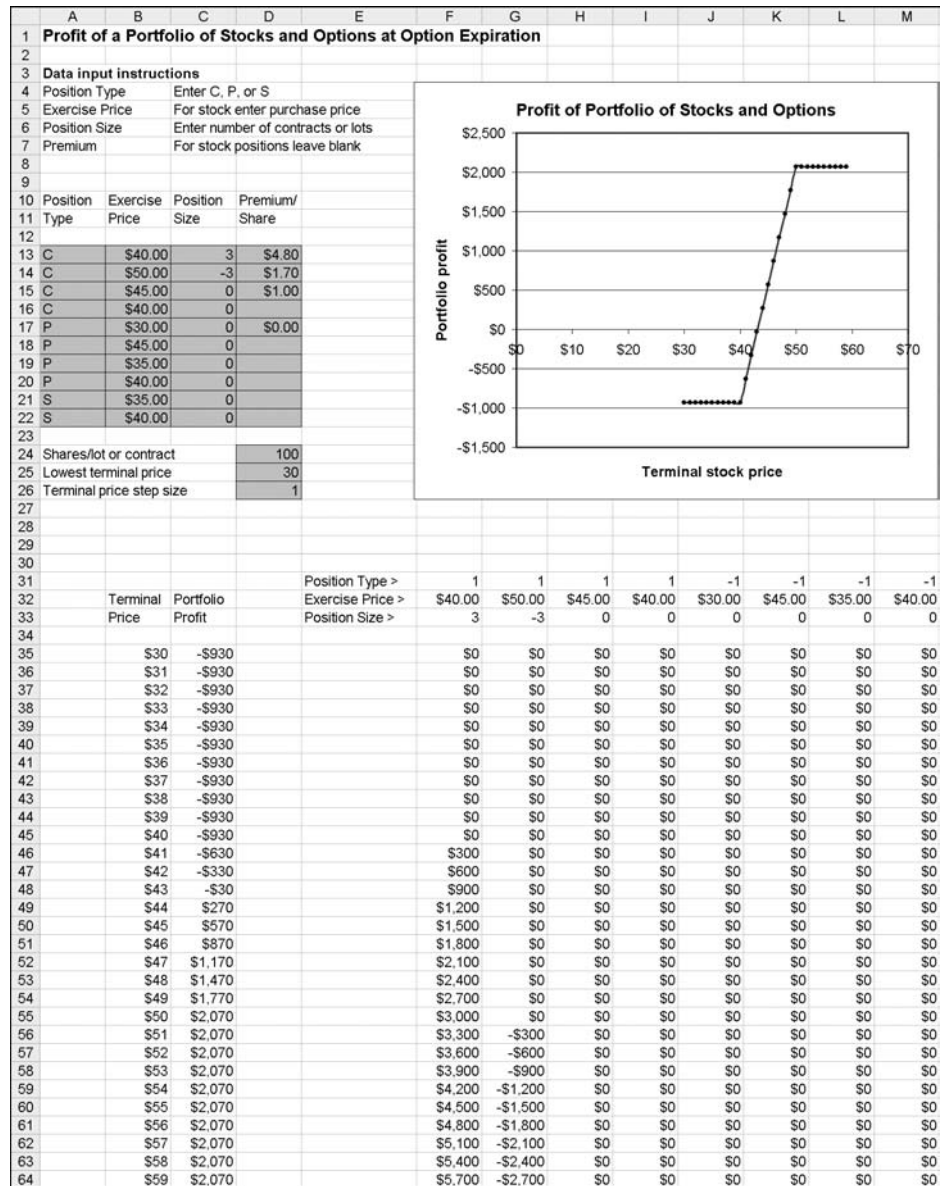 A B C D E F G H I J K L M
1 Profit of a Portfolio of Stocks and Options at Option Expiration
2
3 Data input instructions
4 Position Type Enter C, P, or S
5 Exercise Price For stock enter purchase price
6 Position Size Enter number of contracts or lots
7 Premium For stock positions leave blank
8
9
10 Position Exercise Position Premium/
11 Type Price Size Share
12
13 C $40.00 3 $4.80
14 C $50.00 -3 $1.70
15 C $45.00 0 $1.00
16 C $40.00 0
17 P $30.00 0 $0.00
18 P $45.00 0
19 P $35.00 0
20 P $40.00 0
21 S $35.00 0
22 S $40.00 0
23
24 Shares/lot or contract 100
25 Lowest terminal price 30
26 Terminal price step size 1
Profit of Portfolio of Stocks and Options
$2,500
$2,000
$1,500
$1,000
$500
$0
-$500
-$1,000
-$1,500
Portfolio profit
$0 $10 $20 $30 $40 $50 $60 $70
Terminal stock price
27
28
29
30
31 Position Type > 1 1 1 1 -1 -1 -1 -1
32 Terminal Portfolio Exercise Price > $40.00 $50.00 $45.00 $40.00 $30.00 $45.00 $35.00 $40.00
33 Price Profit Position Size > 3 -3 0 0 0 0 0 0
34
35 $30 -$930 $0 $0 $0 $0 $0 $0 $0 $0
36 $31 -$930 $0 $0 $0 $0 $0 $0 $0 $0
37 $32 -$930 $0 $0 $0 $0 $0 $0 $0 $0
38 $33 -$930 $0 $0 $0 $0 $0 $0 $0 $0
39 $34 -$930 $0 $0 $0 $0 $0 $0 $0 $0
40 $35 -$930 $0 $0 $0 $0 $0 $0 $0 $0
41 $36 -$930 $0 $0 $0 $0 $0 $0 $0 $0
42 $37 -$930 $0 $0 $0 $0 $0 $0 $0 $0
43 $38 -$930 $0 $0 $0 $0 $0 $0 $0 $0
44 $39 -$930 $0 $0 $0 $0 $0 $0 $0 $0
45 $40 -$930 $0 $0 $0 $0 $0 $0 $0 $0
46 $41 -$630 $300 $0 $0 $0 $0 $0 $0 $0
47 $42 -$330 $600 $0 $0 $0 $0 $0 $0 $0
48 $43 -$30 $900 $0 $0 $0 $0 $0 $0 $0
49 $44 $270 $1,200 $0 $0 $0 $0 $0 $0 $0
50 $45 $570 $1,500 $0 $0 $0 $0 $0 $0 $0
51 $46 $870 $1,800 $0 $0 $0 $0 $0 $0 $0
52 $47 $1,170 $2,100 $0 $0 $0 $0 $0 $0 $0
53 $48 $1,470 $2,400 $0 $0 $0 $0 $0 $0 $0
54 $49 $1,770 $2,700 $0 $0 $0 $0 $0 $0 $0
55 $50 $2,070 $3,000 $0 $0 $0 $0 $0 $0 $0
56 $51 $2,070 $3,300 -$300 $0 $0 $0 $0 $0 $0
57 $52 $2,070 $3,600 -$600 $0 $0 $0 $0 $0 $0
58 $53 $2,070 $3,900 -$900 $0 $0 $0 $0 $0 $0
59 $54 $2,070 $4,200 -$1,200 $0 $0 $0 $0 $0 $0
60 $55 $2,070 $4,500 -$1,500 $0 $0 $0 $0 $0 $0
61 $56 $2,070 $4,800 -$1,800 $0 $0 $0 $0 $0 $0
62 $57 $2,070 $5,100 -$2,100 $0 $0 $0 $0 $0 $0
63 $58 $2,070 $5,400 -$2,400 $0 $0 $0 $0 $0 $0
64 $59 $2,070 $5,700 -$2,700 $0 $0 $0 $0 $0 $0